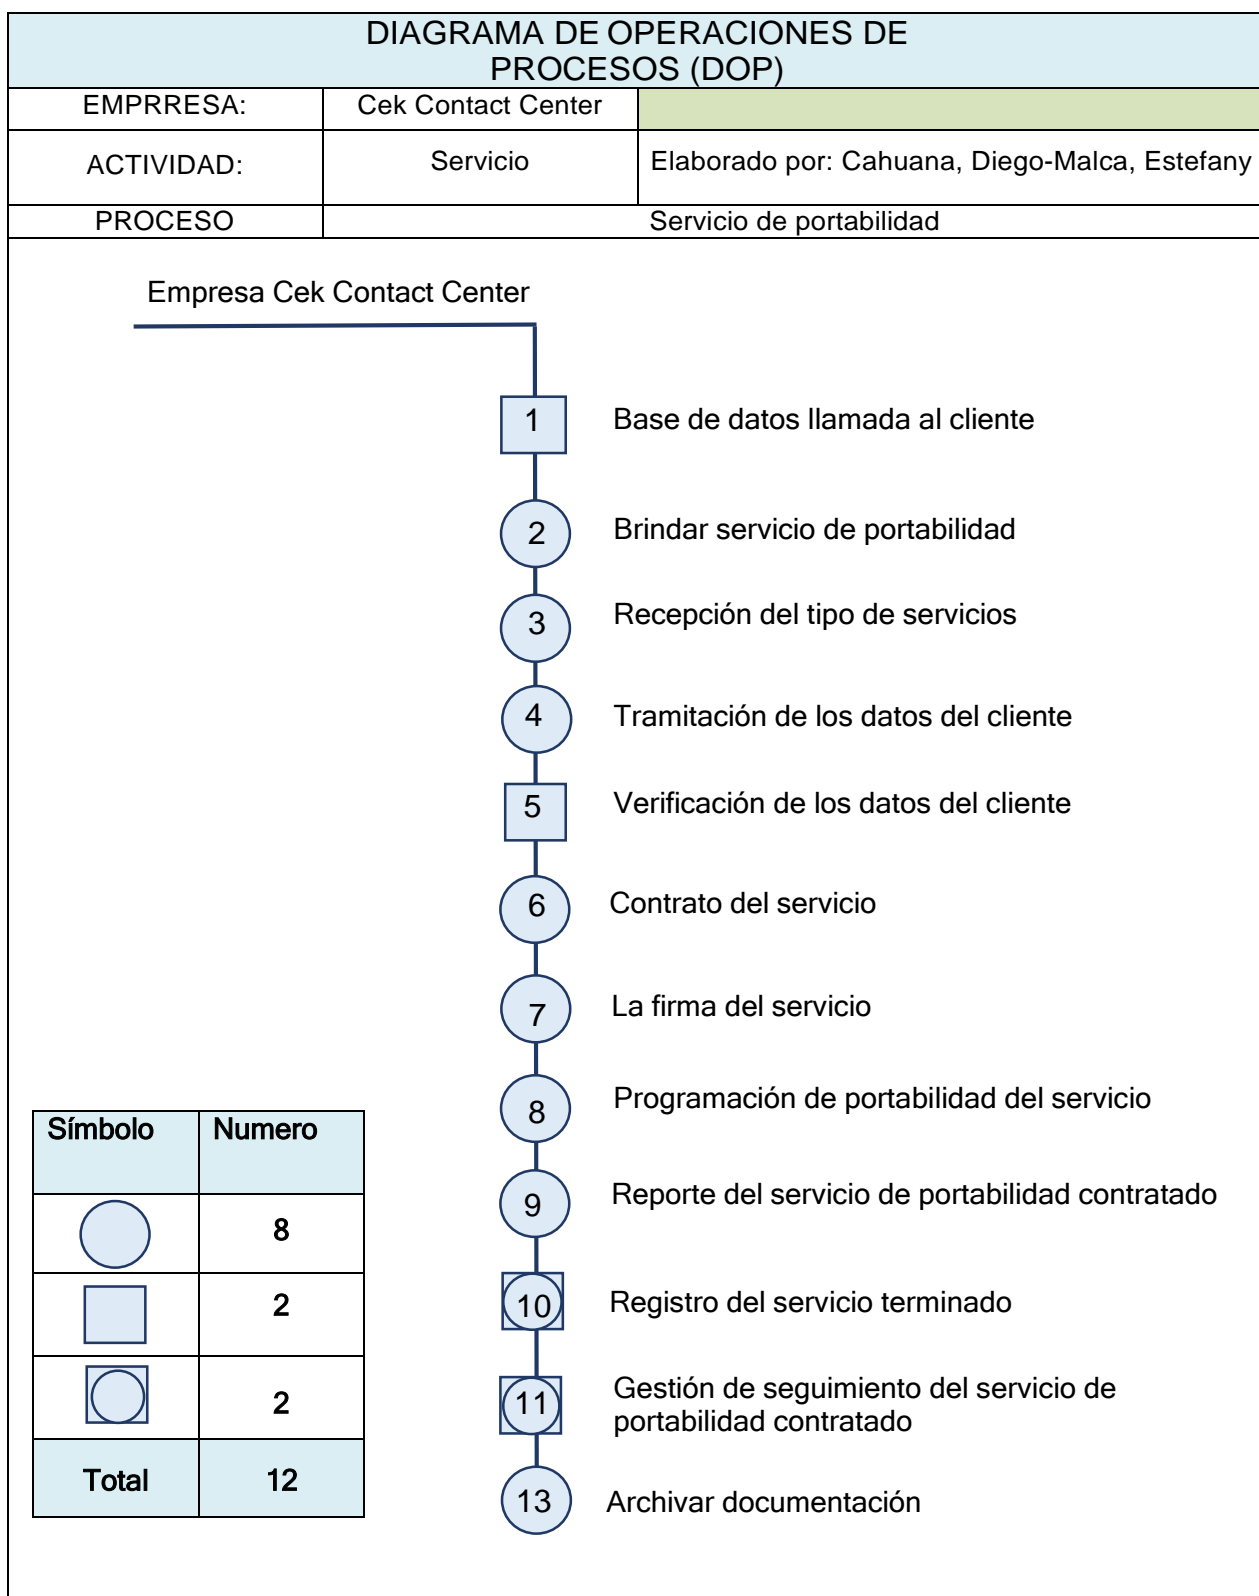 DIAGRAMA DE OPERACIONES DE
PROCESOS (DOP)
EMPRRESA:
Cek Contact Center
ACTIVIDAD:
Servicio
Elaborado por: Cahuana, Diego-Malca, Estefany
PROCESO
Servicio de portabilidad
Empresa Cek Contact Center
1
Base de datos llamada al cliente
2
Brindar servicio de portabilidad
3
Recepción del tipo de servicios
4
Tramitación de los datos del cliente
5
Verificación de los datos del cliente
6
Contrato del servicio
7
La firma del servicio
8
Programación de portabilidad del servicio
9
Reporte del servicio de portabilidad contratado
10
Registro del servicio terminado
11
Gestión de seguimiento del servicio de
portabilidad contratado
13
Archivar documentación
Símbolo
Numero
8
2
2
Total
12